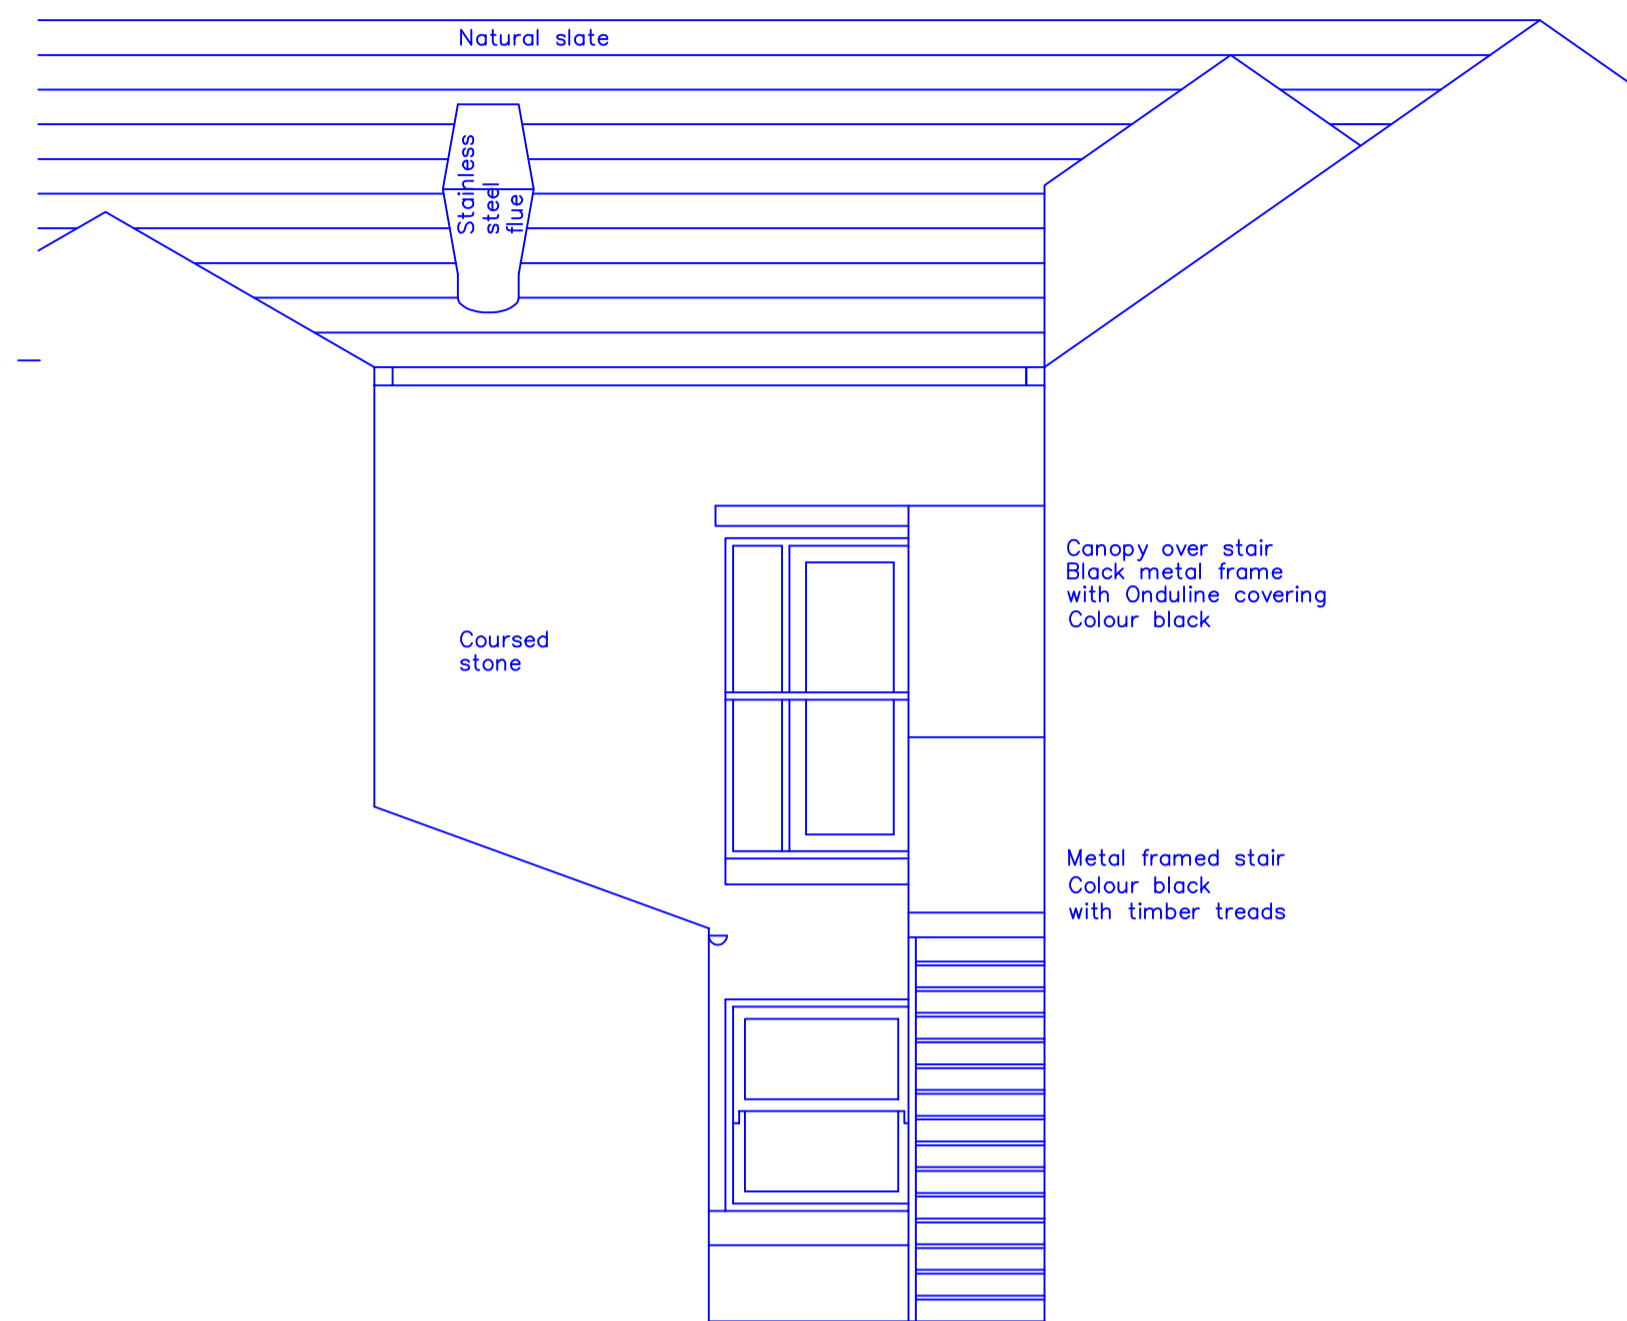 Natural slate
Stainless
steel
flue
Canopy over stair
Black metal frame
with Onduline covering
Colour black
Coursed
stone
Metal framed stair
Colour black
with timber treads